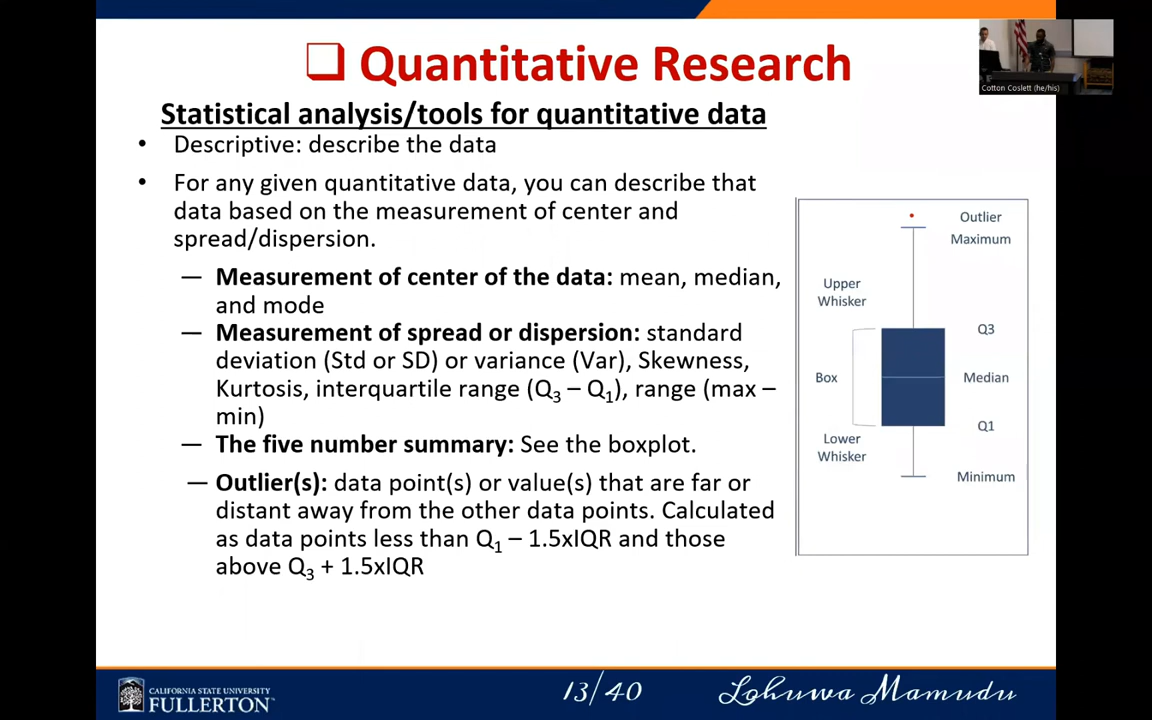 ❑ Quantitative Research
Cotton Coslett (he/his)
Statistical analysis/tools for quantitative data
• Descriptive: describe the data
• For any given quantitative data, you can describe that
data based on the measurement of center and
spread/dispersion.
— Measurement of center of the data: mean, median,
and mode
— Measurement of spread or dispersion: standard
deviation (Std or SD) or variance (Var), Skewness,
Kurtosis, interquartile range (Q3 – Q1), range (max –
min)
— The five number summary: See the boxplot.
— Outlier(s): data point(s) or value(s) that are far or
distant away from the other data points. Calculated
as data points less than Q1 – 1.5xIQR and those
above Q3 + 1.5xIQR
Outlier
Maximum
Upper
Whisker
Q3
Box
Median
Q1
Lower
Whisker
Minimum
CALIFORNIA STATE UNIVERSITY
FULLERTON
13/40
Lohuwa Mamudu